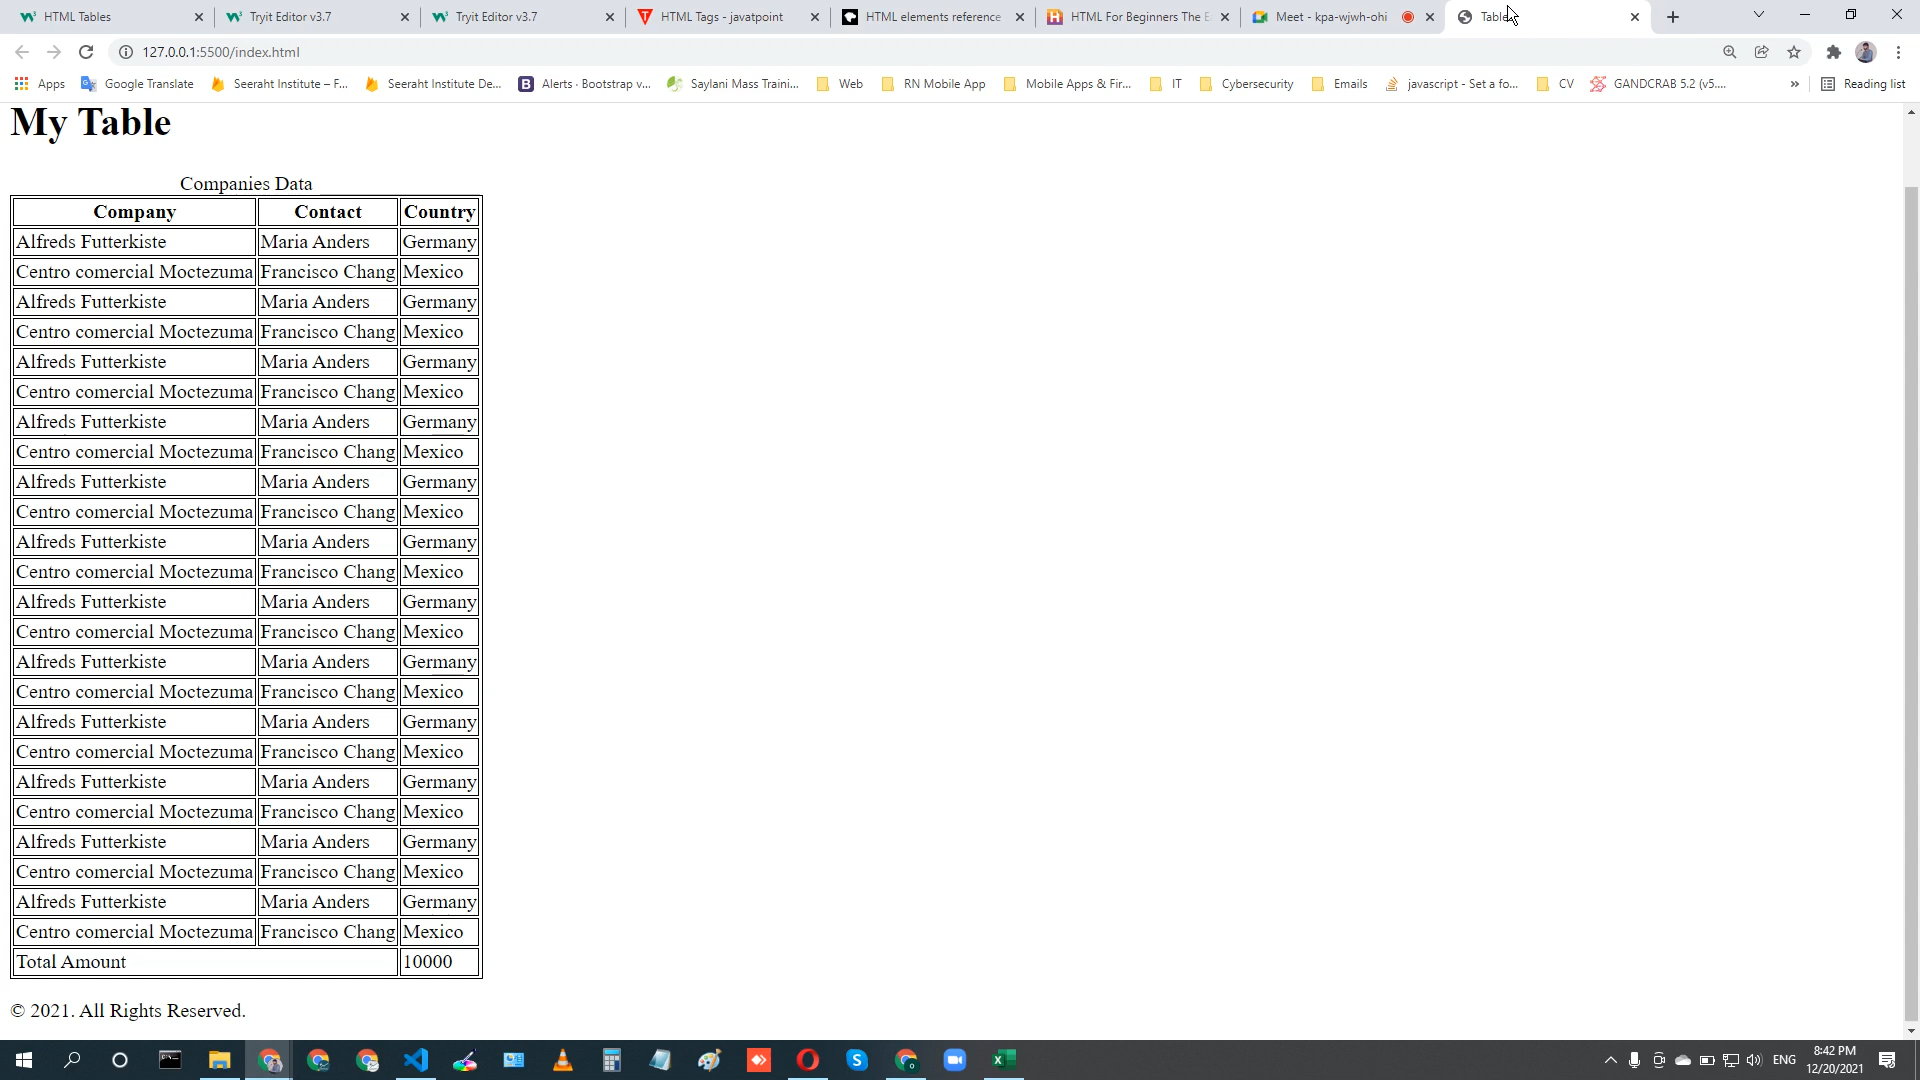 HTML Tables
Tryit Editor v3.7
Tryit Editor v3.7
HTML Tags - javatpoint
HTML elements reference
HTML For Beginners The E
Meet - kpa-wjwh-ohi
127.0.0.1:5500/index.html
Apps
Google Translate
Seeraht Institute – F...
Seeraht Institute De...
Alerts · Bootstrap v...
Saylani Mass Traini...
Web
RN Mobile App
Mobile Apps & Fir...
IT
Cybersecurity
Emails
javascript - Set a fo...
CV
GANDCRAB 5.2 (v5....
»
Reading list
My Table
Companies Data
Company Contact Country
Alfreds Futterkiste Maria Anders Germany
Centro comercial Moctezuma Francisco Chang Mexico
Alfreds Futterkiste Maria Anders Germany
Centro comercial Moctezuma Francisco Chang Mexico
Alfreds Futterkiste Maria Anders Germany
Centro comercial Moctezuma Francisco Chang Mexico
Alfreds Futterkiste Maria Anders Germany
Centro comercial Moctezuma Francisco Chang Mexico
Alfreds Futterkiste Maria Anders Germany
Centro comercial Moctezuma Francisco Chang Mexico
Alfreds Futterkiste Maria Anders Germany
Centro comercial Moctezuma Francisco Chang Mexico
Alfreds Futterkiste Maria Anders Germany
Centro comercial Moctezuma Francisco Chang Mexico
Alfreds Futterkiste Maria Anders Germany
Centro comercial Moctezuma Francisco Chang Mexico
Alfreds Futterkiste Maria Anders Germany
Centro comercial Moctezuma Francisco Chang Mexico
Alfreds Futterkiste Maria Anders Germany
Centro comercial Moctezuma Francisco Chang Mexico
Alfreds Futterkiste Maria Anders Germany
Centro comercial Moctezuma Francisco Chang Mexico
Alfreds Futterkiste Maria Anders Germany
Centro comercial Moctezuma Francisco Chang Mexico
Total Amount 10000
© 2021. All Rights Reserved.
ENG
8:42 PM
12/20/2021